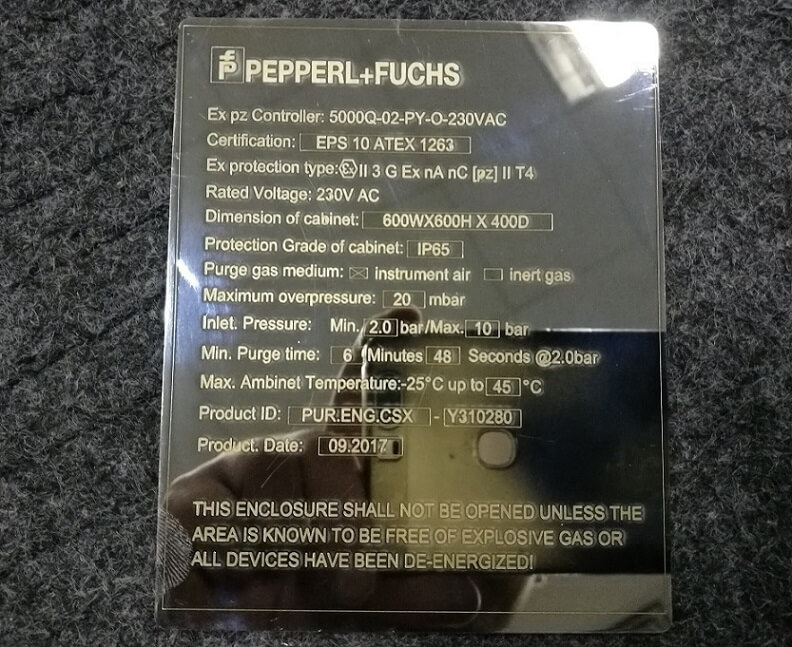 PEPPERL+FUCHS
Ex pz Controller: 5000Q-02-PY-O-230VAC
Certification: EPS 10 ATEX 1263
Ex protection type: Ex II 3 G Ex nA nC [pz] II T4
Rated Voltage: 230V AC
Dimension of cabinet: 600WX600H X 400D
Protection Grade of cabinet: IP65
Purge gas medium: ☒ instrument air ☐ inert gas
Maximum overpressure: 20 mbar
Inlet. Pressure: Min. 2.0 bar/Max. 10 bar
Min. Purge time: 6 Minutes 48 Seconds @2.0bar
Max. Ambinet Temperature:-25°C up to 45 °C
Product ID: PUR.ENG.CSX - Y310280
Product. Date: 09.2017
THIS ENCLOSURE SHALL NOT BE OPENED UNLESS THE
AREA IS KNOWN TO BE FREE OF EXPLOSIVE GAS OR
ALL DEVICES HAVE BEEN DE-ENERGIZED!